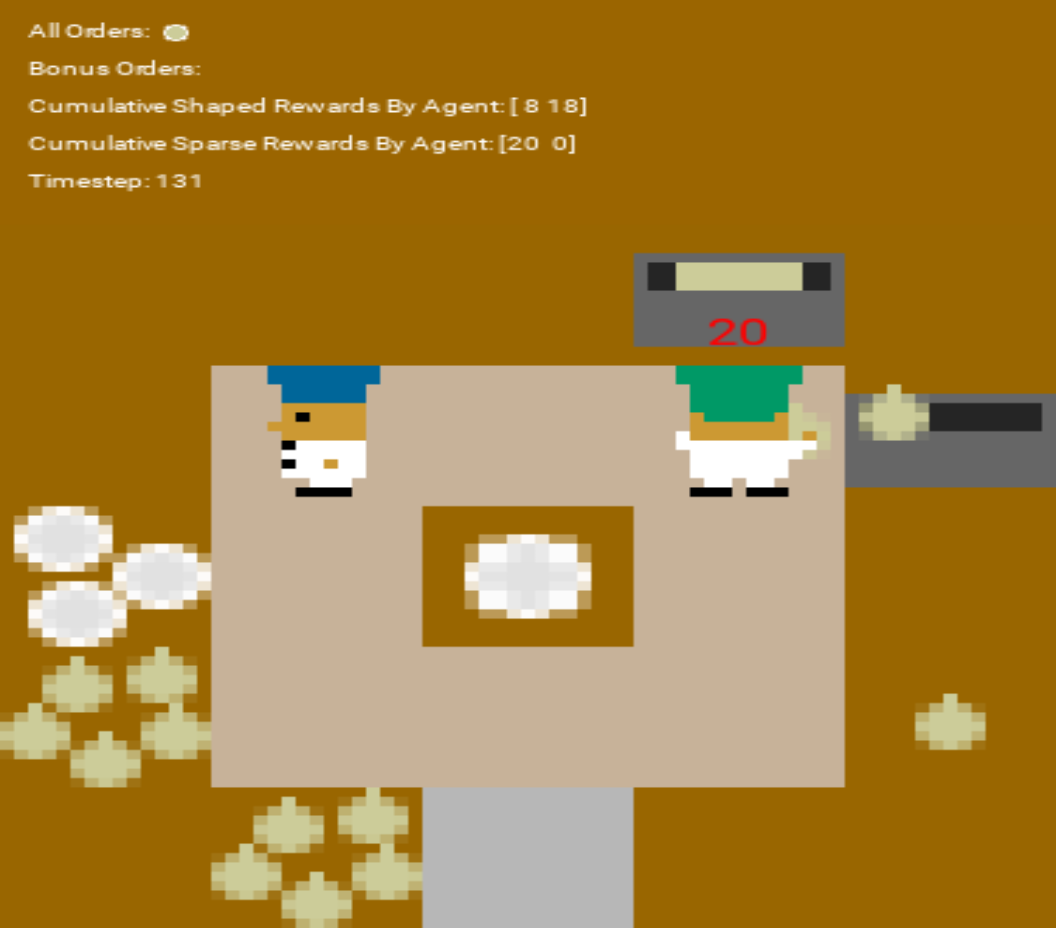 All Orders:
Bonus Orders:
Cumulative Shaped Rewards By Agent: [ 8 18]
Cumulative Sparse Rewards By Agent: [20  0]
Timestep: 131
20